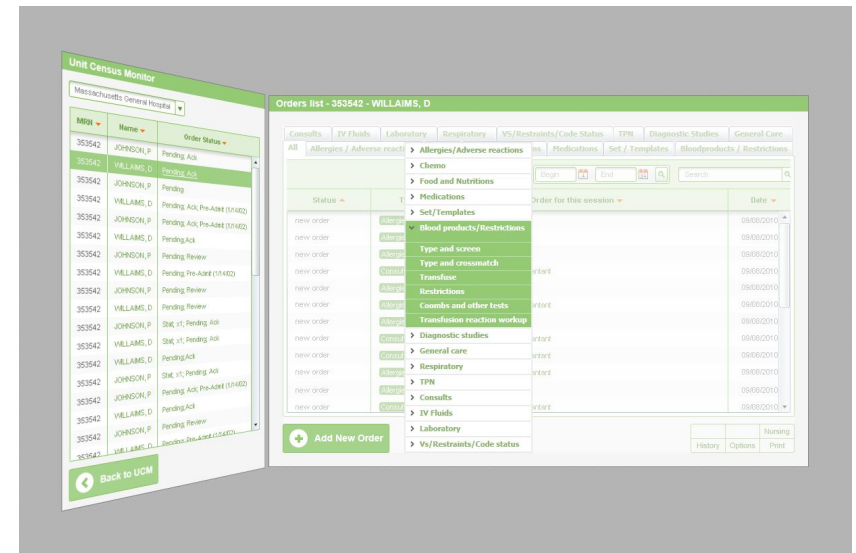 Unit Census Monitor
Massachusetts General Hospital
MRN Name Order Status
353542 JOHNSON, P Pending; Ack
353542 WILLAIMS, D Pending; Ack
353542 JOHNSON, P Pending
353542 WILLAIMS, D Pending; Ack; Pre-Admit (1/14/02)
353542 JOHNSON, P Pending; Ack; Pre-Admit (1/14/02)
353542 WILLAIMS, D Pending;Ack
353542 JOHNSON, P Pending; Review
353542 WILLAIMS, D Pending; Pre-Admit (1/14/02)
353542 JOHNSON, P Pending; Review
353542 WILLAIMS, D Pending; Review
353542 JOHNSON, P Stat; x1; Pending; Ack
353542 WILLAIMS, D Stat; x1; Pending; Ack
353542 JOHNSON, P Pending;Ack
353542 WILLAIMS, D Stat; x1; Pending; Ack
353542 JOHNSON, P Pending; Ack; Pre-Admit (1/14/02)
353542 JOHNSON, P Pending;Ack
353542 WILLAIMS, D Pending; Review
353542 JOHNSON, P Pending; Pre-Admit (1/14/02)
353542 WILLAIMS, D
Back to UCM
Orders list - 353542 - WILLAIMS, D
Consults IV Fluids Laboratory Respiratory VS/Restraints/Code Status TPN Diagnostic Studies General Care
All Allergies / Adverse Medications Set / Templates Bloodproducts / Restrictions
Begin End Search
Status Order for this session Date
new order 09/08/2010
new order 09/08/2010
new order 09/08/2010
new order 09/08/2010
new order 09/08/2010
new order 09/08/2010
new order 09/08/2010
new order 09/08/2010
new order 09/08/2010
new order 09/08/2010
new order 09/08/2010
new order 09/08/2010
Allergies/Adverse reactions
Chemo
Food and Nutritions
Medications
Set/Templates
Blood products/Restrictions
Type and screen
Type and crossmatch
Transfuse
Restrictions
Coombs and other tests
Transfusion reaction workup
Diagnostic studies
General care
Respiratory
TPN
Consults
IV Fluids
Laboratory
Vs/Restraints/Code status
Add New Order
Nursing
History Options Print